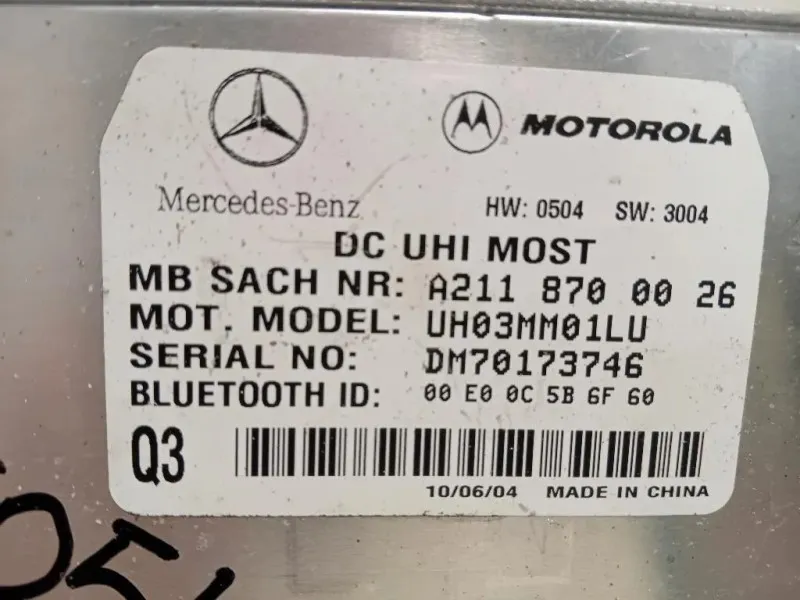 MOTOROLA
Mercedes-Benz
HW: 0504 SW: 3004
DC UHI MOST
MB SACH NR: A211 870 00 26
MOT. MODEL: UH03MM01LU
SERIAL NO: DM70173746
BLUETOOTH ID: 00 E0 0C 5B 6F 60
Q3
10/06/04 MADE IN CHINA